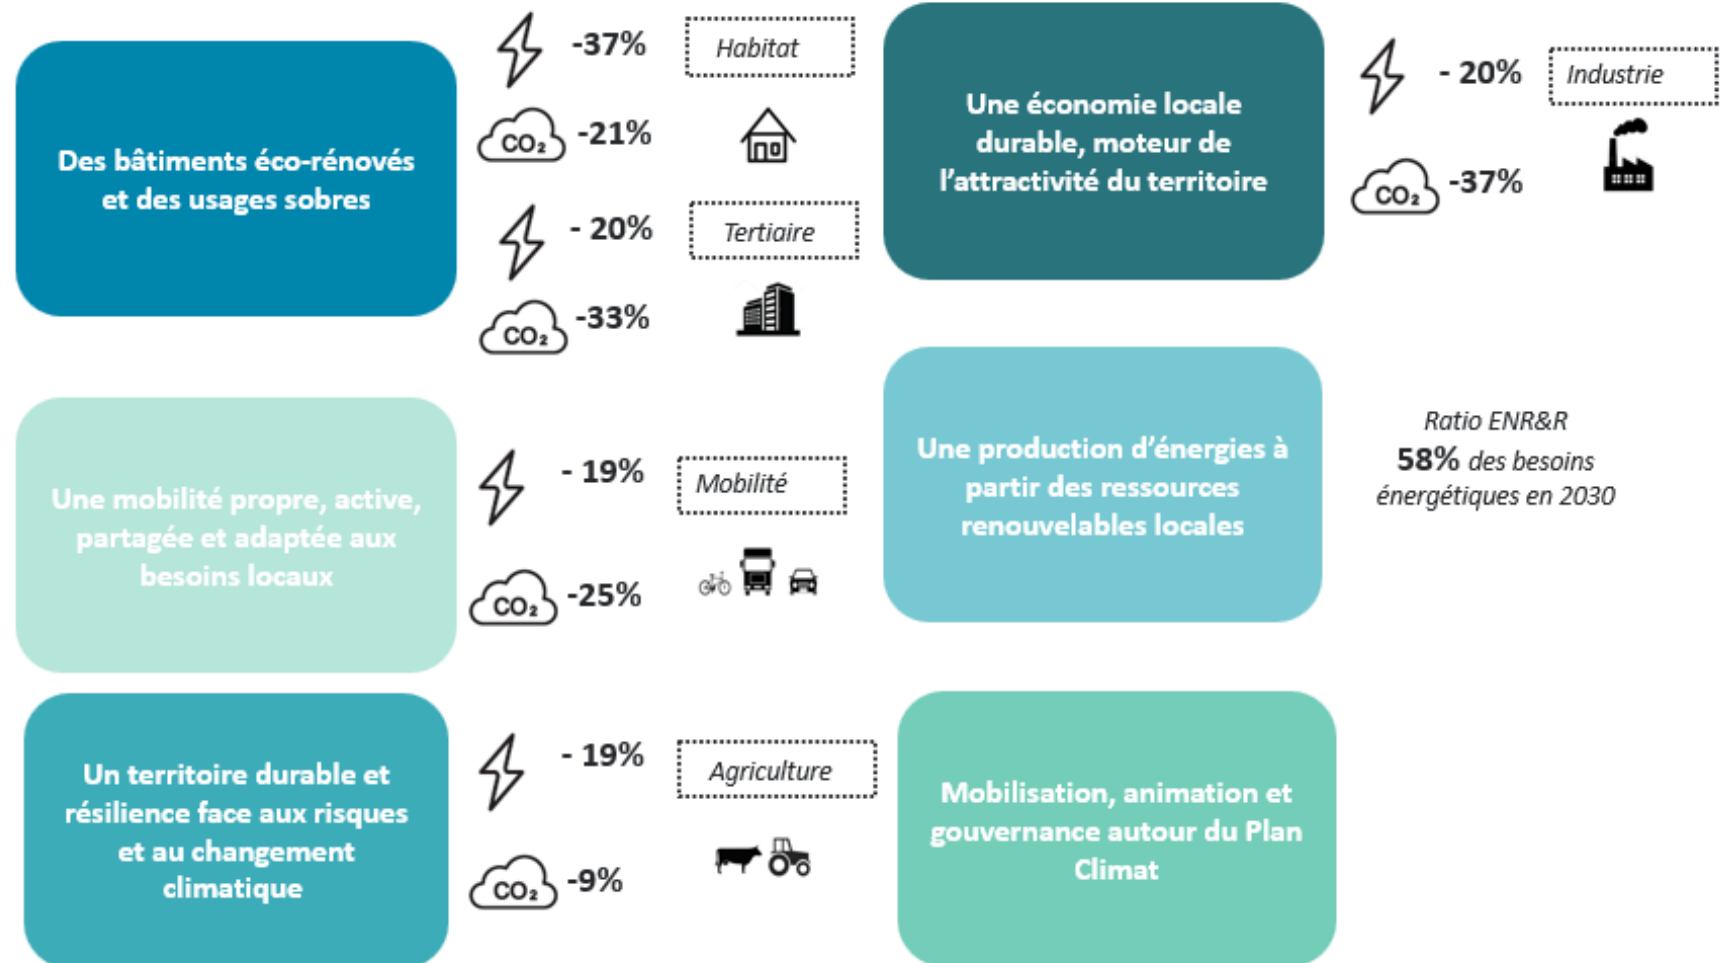 Des bâtiments éco-rénovés
et des usages sobres
-37%
Habitat
CO₂
-21%
- 20%
Tertiaire
CO₂
-33%
Une économie locale
durable, moteur de
l'attractivité du territoire
- 20%
Industrie
CO₂
-37%
Une mobilité propre, active,
partagée et adaptée aux
besoins locaux
- 19%
Mobilité
CO₂
-25%
Une production d'énergies à
partir des ressources
renouvelables locales
Ratio ENR&R
58% des besoins
énergétiques en 2030
Un territoire durable et
résilience face aux risques
et au changement
climatique
- 19%
Agriculture
CO₂
-9%
Mobilisation, animation et
gouvernance autour du Plan
Climat